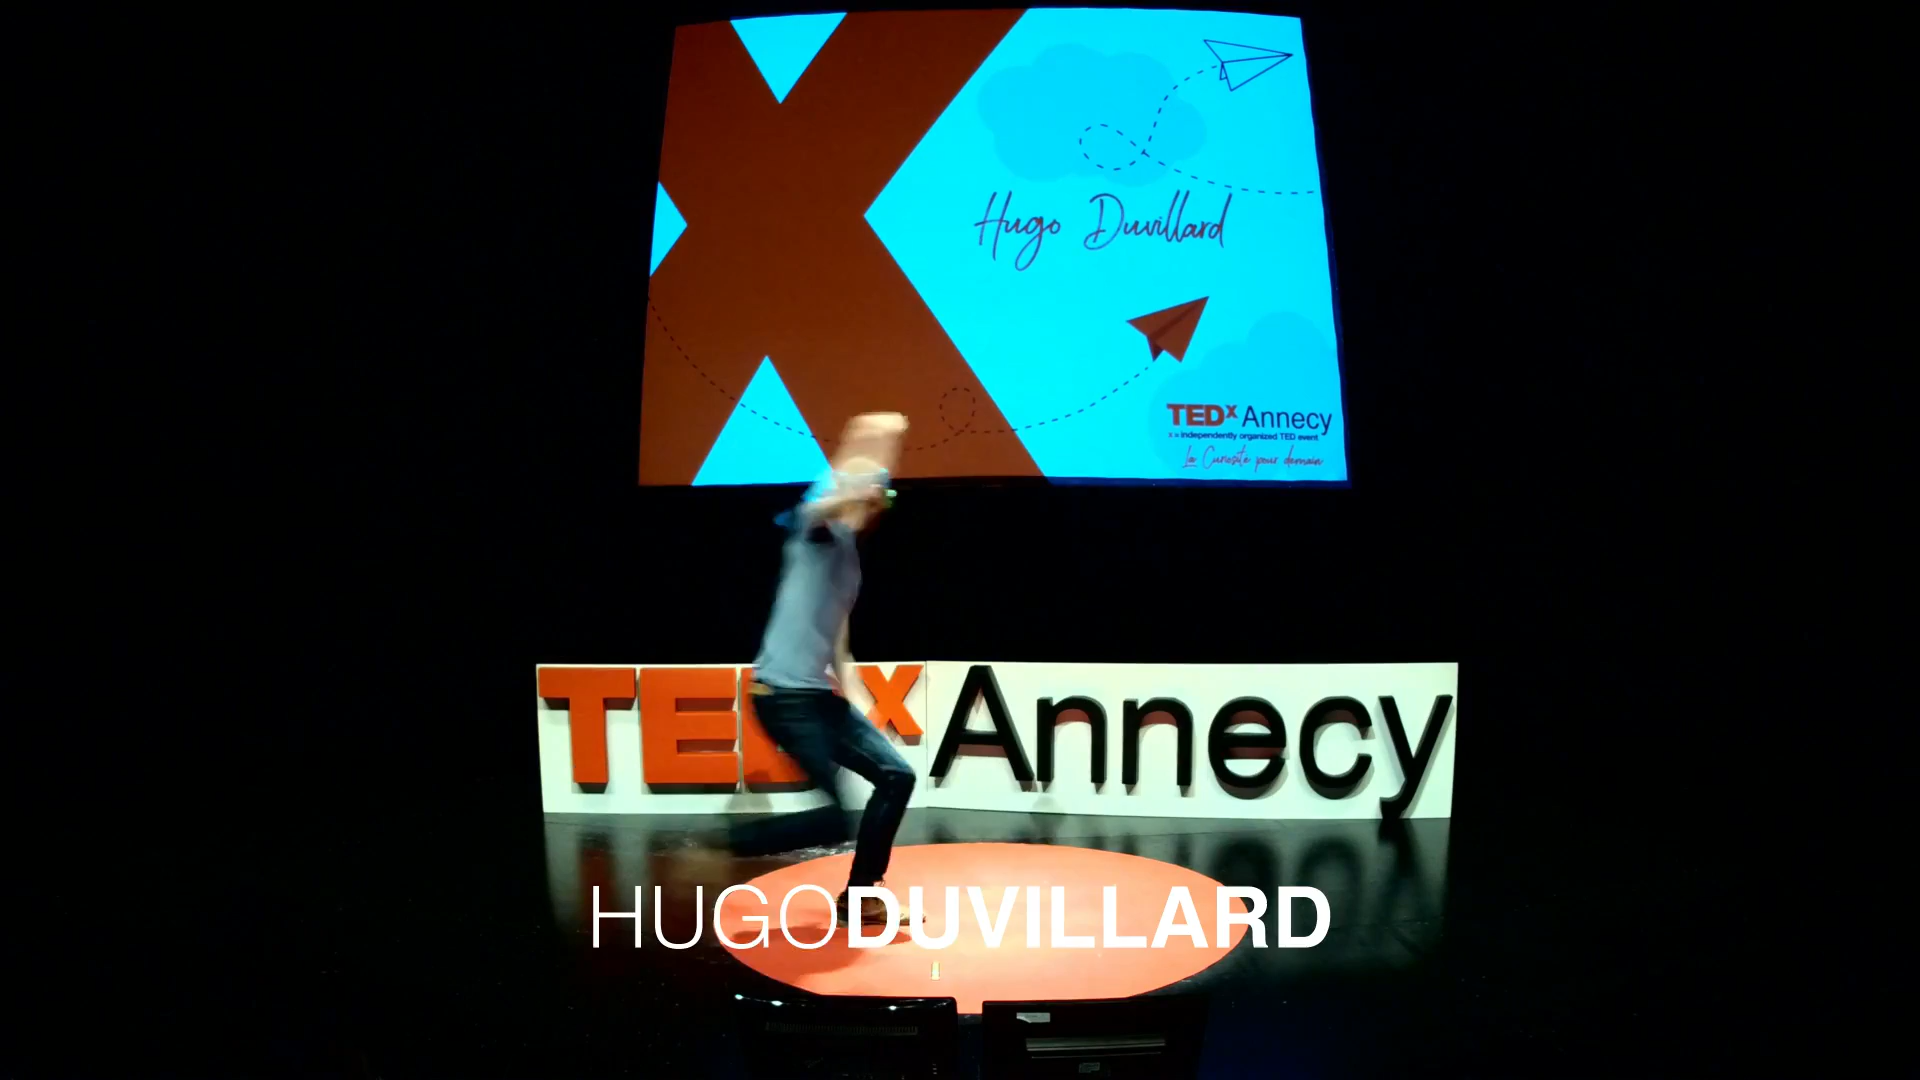 Hugo Duvillard
TEDx Annecy
x = independently organized TED event
La Curiosité pour demain
TEDx Annecy
HUGODUVILLARD